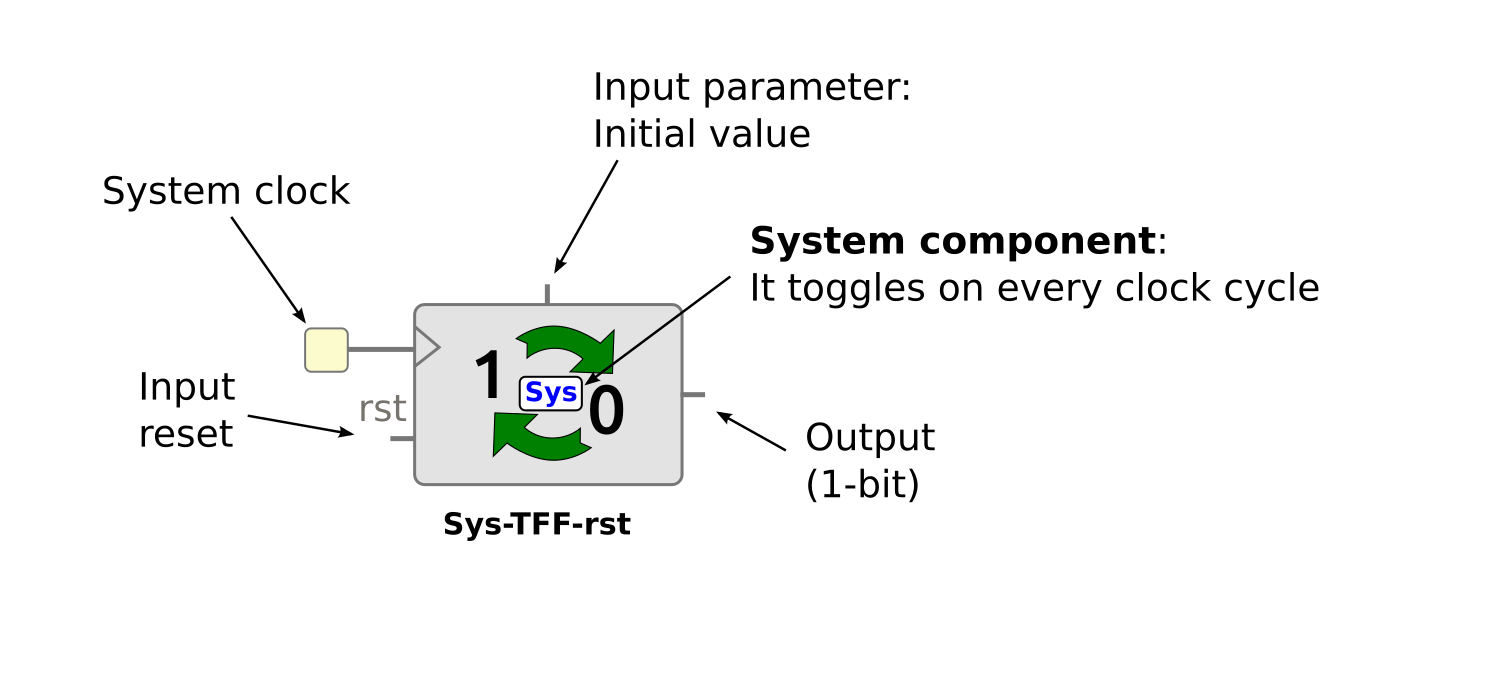 Input parameter:
Initial value
System clock
System component:
It toggles on every clock cycle
1
Sys
0
Input
reset
rst
Output
(1-bit)
Sys-TFF-rst